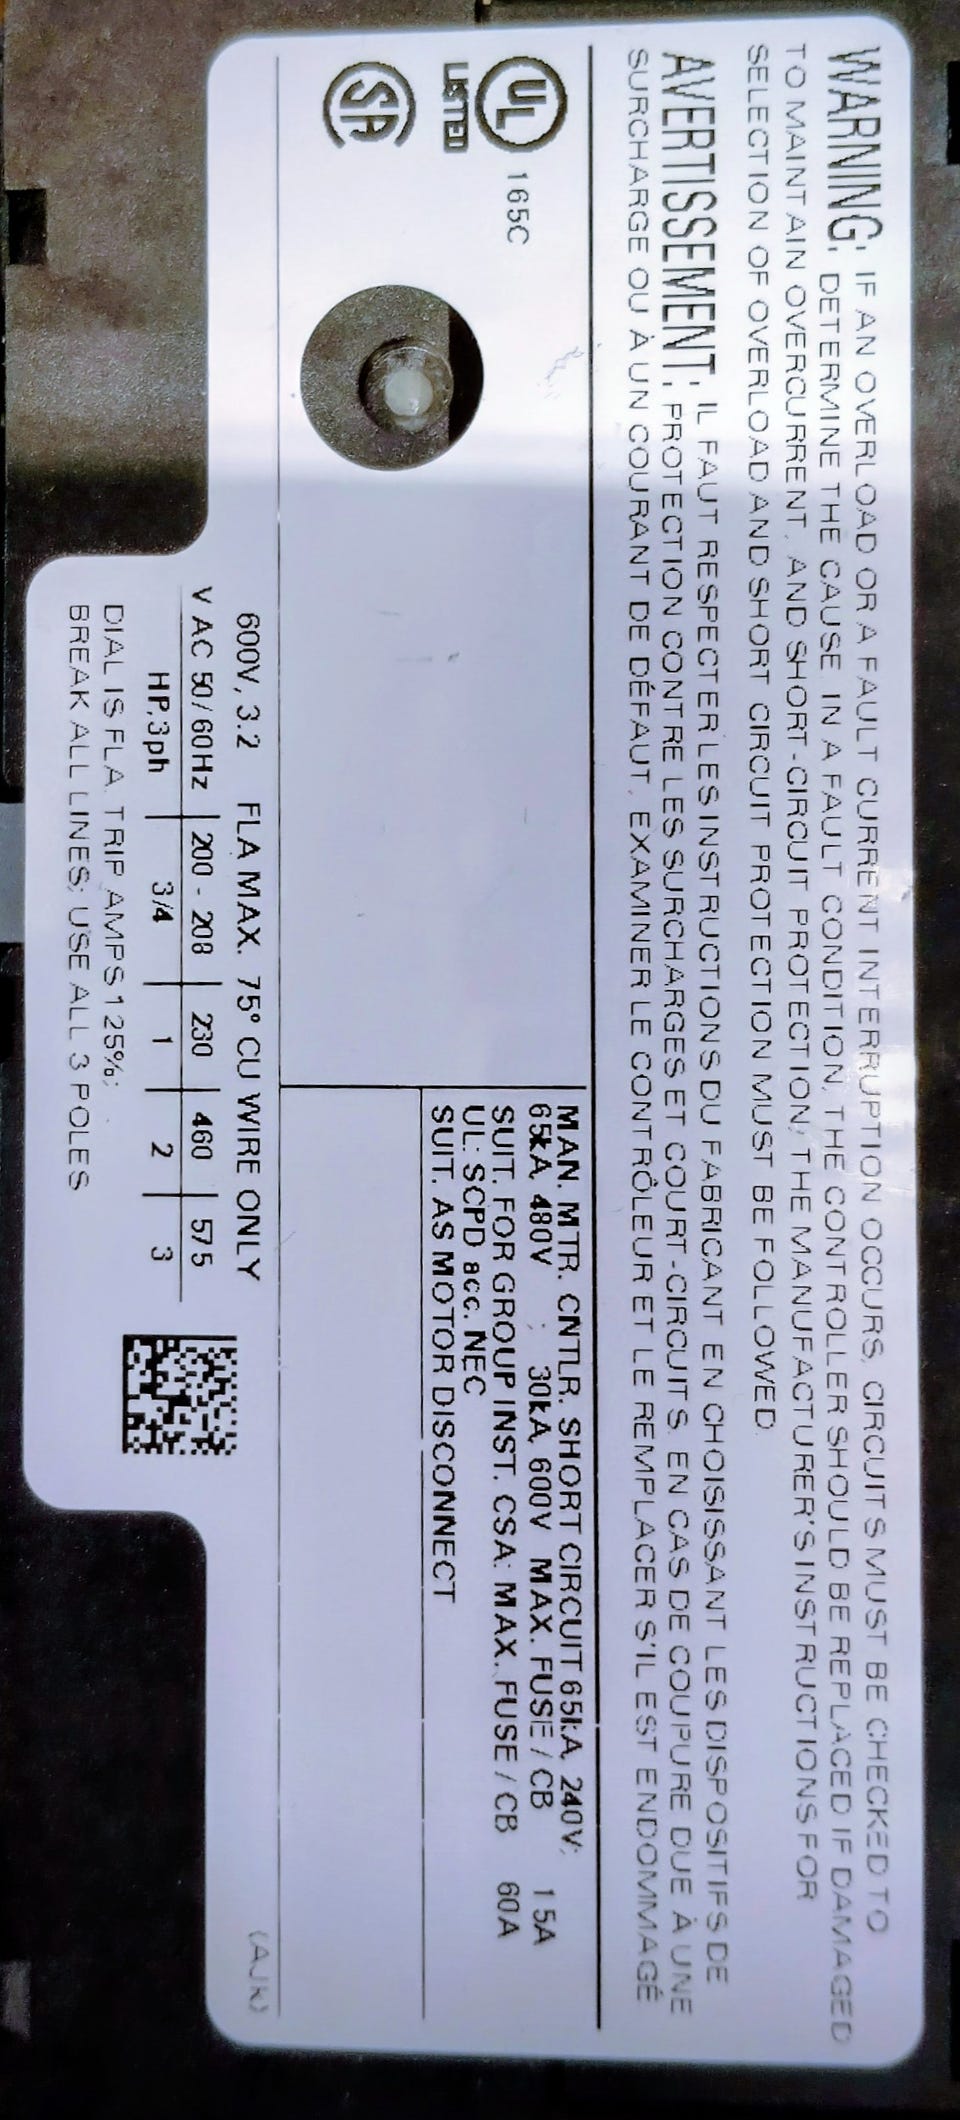 WARNING: IF AN OVERLOAD OR A FAULT CURRENT INTERRUPTION OCCURS, CIRCUITS MUST BE CHECKED TO
DETERMINE THE CAUSE. IN A FAULT CONDITION, THE CONTROLLER SHOULD BE REPLACED IF DAMAGED
TO MAINTAIN OVERCURRENT, AND SHORT-CIRCUIT PROTECTION, THE MANUFACTURER'S INSTRUCTIONS FOR
SELECTION OF OVERLOAD AND SHORT CIRCUIT PROTECTION MUST BE FOLLOWED.
AVERTISSEMENT: IL FAUT RESPECTER LES INSTRUCTIONS DU FABRICANT EN CHOISISSANT LES DISPOSITIFS DE
PROTECTION CONTRE LES SURCHARGES ET COURT-CIRCUITS. EN CAS DE COUPURE DUE À UNE
SURCHARGE OU À UN COURANT DE DÉFAUT, EXAMINER LE CONTRÔLEUR ET LE REMPLACER S'IL EST ENDOMMAGÉ
UL LISTED 165C
SA
MAN. MTR. CNTLR. SHORT CIRCUIT 65kA, 240V;
65kA, 480V ; 30kA, 600V MAX. FUSE / CB 15A
SUIT. FOR GROUP INST. CSA: MAX. FUSE / CB 60A
UL: SCPD acc. NEC
SUIT. AS MOTOR DISCONNECT
(AJK)
600V, 3.2 FLA MAX. 75° CU WIRE ONLY
V AC 50/60Hz 200 - 208 230 460 575
HP,3ph 3/4 1 2 3
DIAL IS FLA. TRIP AMPS 125%;
BREAK ALL LINES; USE ALL 3 POLES